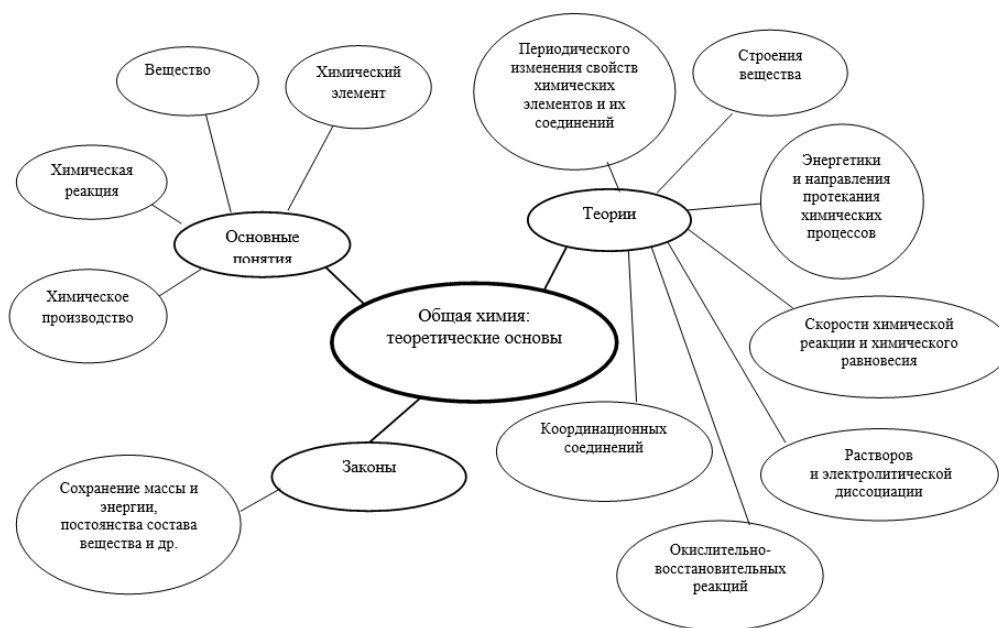 Вещество
Химический
элемент
Химическая
реакция
Основные
понятия
Химическое
производство
Общая химия:
теоретические основы
Законы
Сохранение массы и
энергии,
постоянства состава
вещества и др.
Периодического
изменения свойств
химических
элементов и их
соединений
Строения
вещества
Теории
Энергетики
и направления
протекания
химических
процессов
Скорости химической
реакции и химического
равновесия
Координационных
соединений
Растворов
и электролитической
диссоциации
Окислительно-
восстановительных
реакций